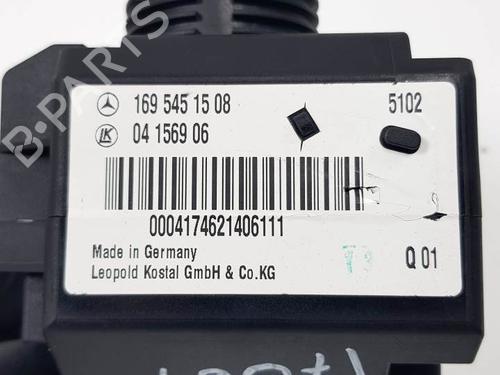 B-PARTS
169 545 15 08 5102
LK 04 1569 06
0004174621406111
Made in Germany
Leopold Kostal GmbH & Co.KG Q 01